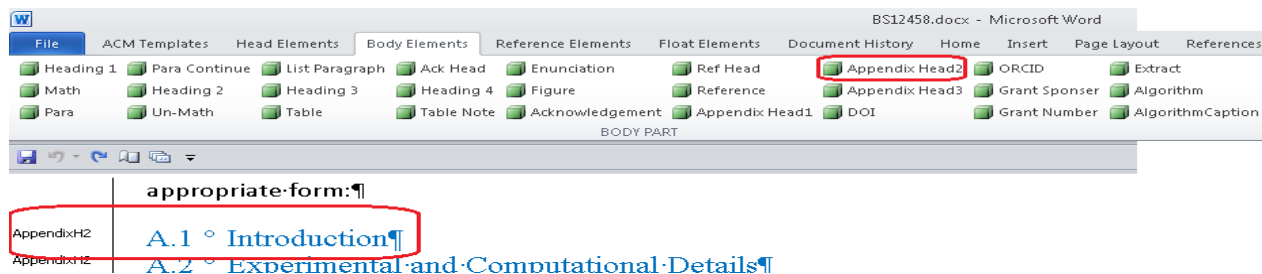 W BS12458.docx - Microsoft Word
File ACM Templates Head Elements Body Elements Reference Elements Float Elements Document History Home Insert Page Layout References
Heading 1 Para Continue List Paragraph Ack Head Enunciation Ref Head Appendix Head2 ORCID Extract
Math Heading 2 Heading 3 Heading 4 Figure Reference Appendix Head3 Grant Sponser Algorithm
Para Un-Math Table Table Note Acknowledgement Appendix Head1 DOI Grant Number AlgorithmCaption
BODY PART
appropriate·form:¶
AppendixH2 A.1 ° Introduction¶
AppendixH2 A.2 ° Experimental·and·Computational·Details¶